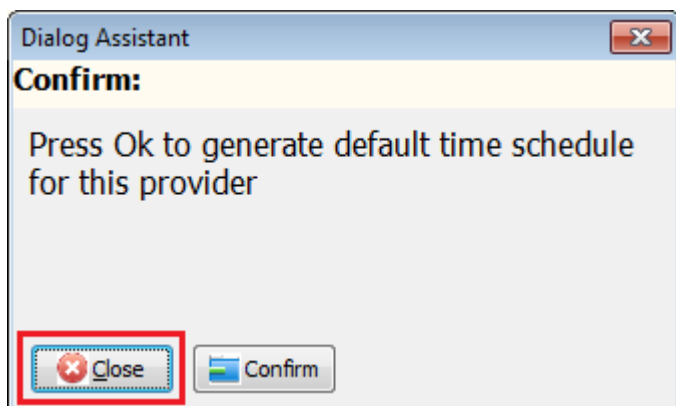 Dialog Assistant
Confirm:
Press Ok to generate default time schedule
for this provider
Close
Confirm